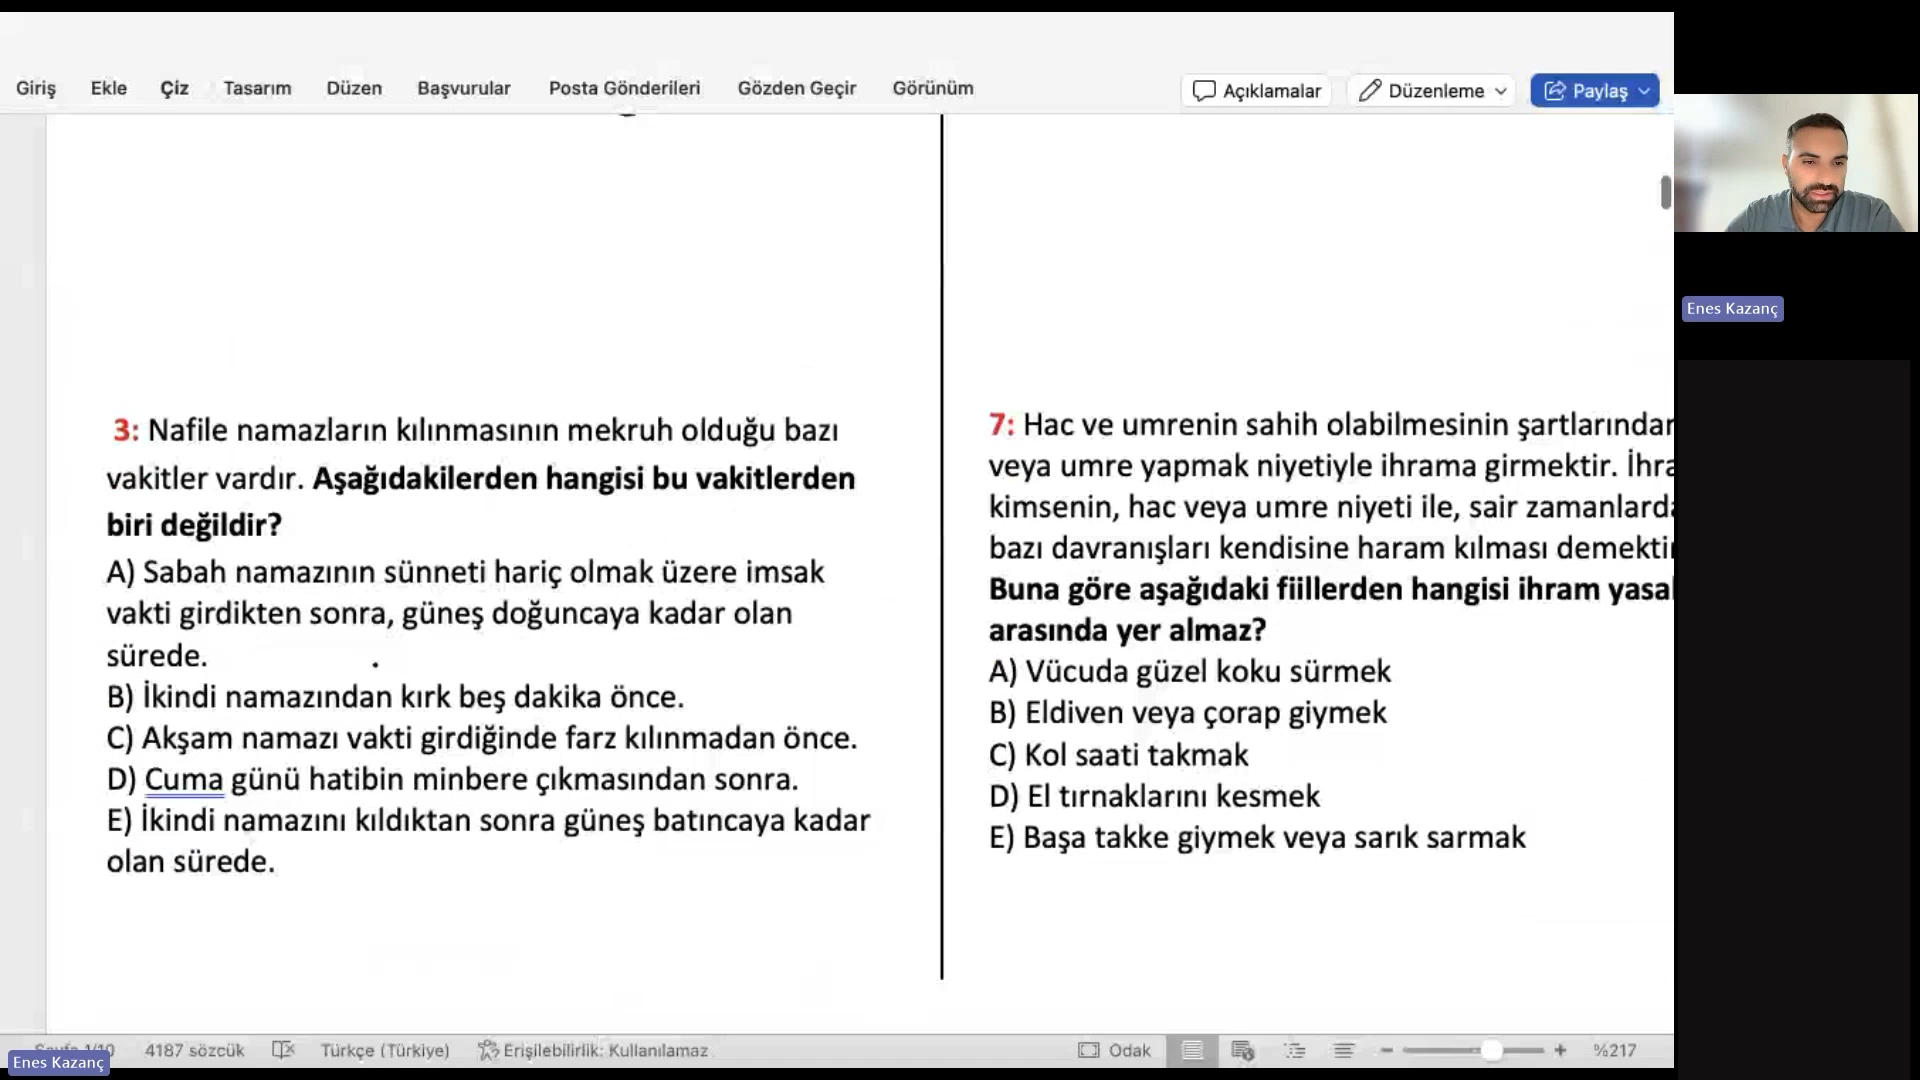 Giriş Ekle Çiz Tasarım Düzen Başvurular Posta Gönderileri Gözden Geçir Görünüm Açıklamalar Düzenleme Paylaş
3: Nafile namazların kılınmasının mekruh olduğu bazı
vakitler vardır. Aşağıdakilerden hangisi bu vakitlerden
biri değildir?
A) Sabah namazının sünneti hariç olmak üzere imsak
vakti girdikten sonra, güneş doğuncaya kadar olan
sürede.
B) İkindi namazından kırk beş dakika önce.
C) Akşam namazı vakti girdiğinde farz kılınmadan önce.
D) Cuma günü hatibin minbere çıkmasından sonra.
E) İkindi namazını kıldıktan sonra güneş batıncaya kadar
olan sürede.
7: Hac ve umrenin sahih olabilmesinin şartlarından
veya umre yapmak niyetiyle ihrama girmektir.
kimsenin, hac veya umre niyeti ile, sair zamanlarda
bazı davranışları kendisine haram kılması demektir
Buna göre aşağıdaki fiillerden hangisi ihram
arasında yer almaz?
A) Vücuda güzel koku sürmek
B) Eldiven veya çorap giymek
C) Kol saati takmak
D) El tırnaklarını kesmek
E) Başa takke giymek veya sarık sarmak
Enes Kazanç
4187 sözcük Türkçe (Türkiye) Erişilebilirlik: Kullanılamaz Odak %217
Enes Kazanç